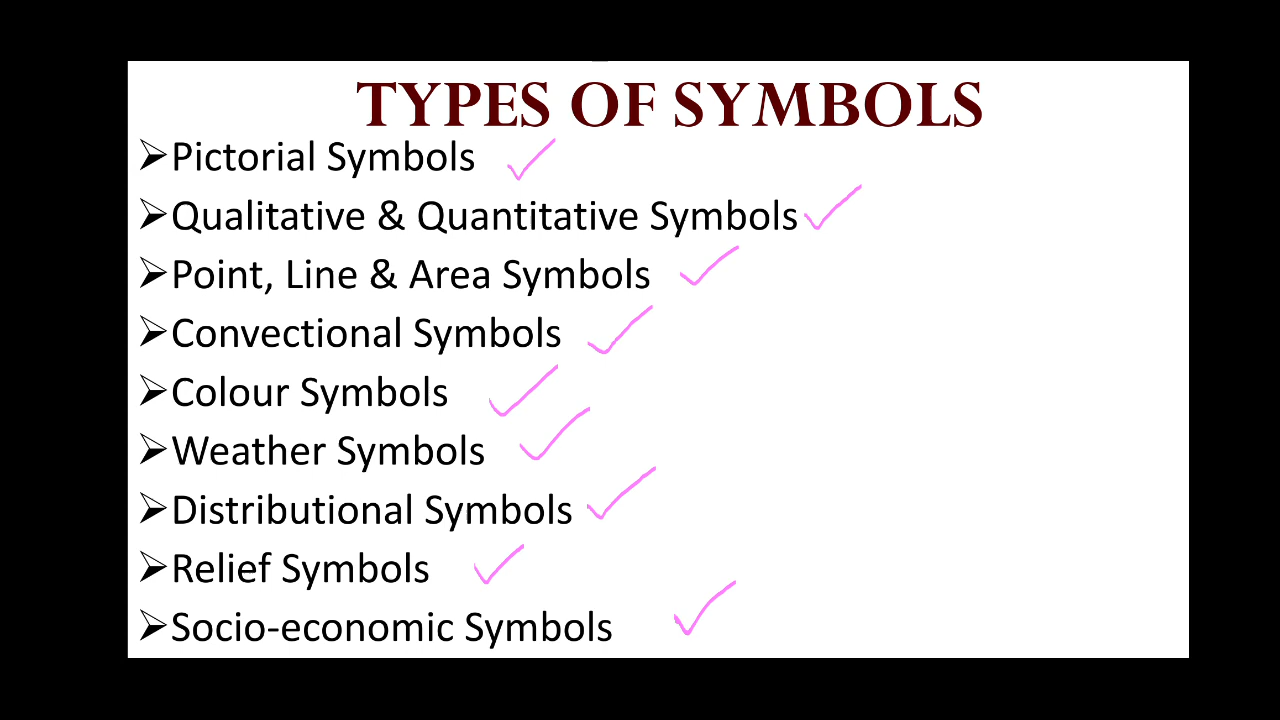 TYPES OF SYMBOLS
➢Pictorial Symbols
➢Qualitative & Quantitative Symbols
➢Point, Line & Area Symbols
➢Convectional Symbols
➢Colour Symbols
➢Weather Symbols
➢Distributional Symbols
➢Relief Symbols
➢Socio-economic Symbols